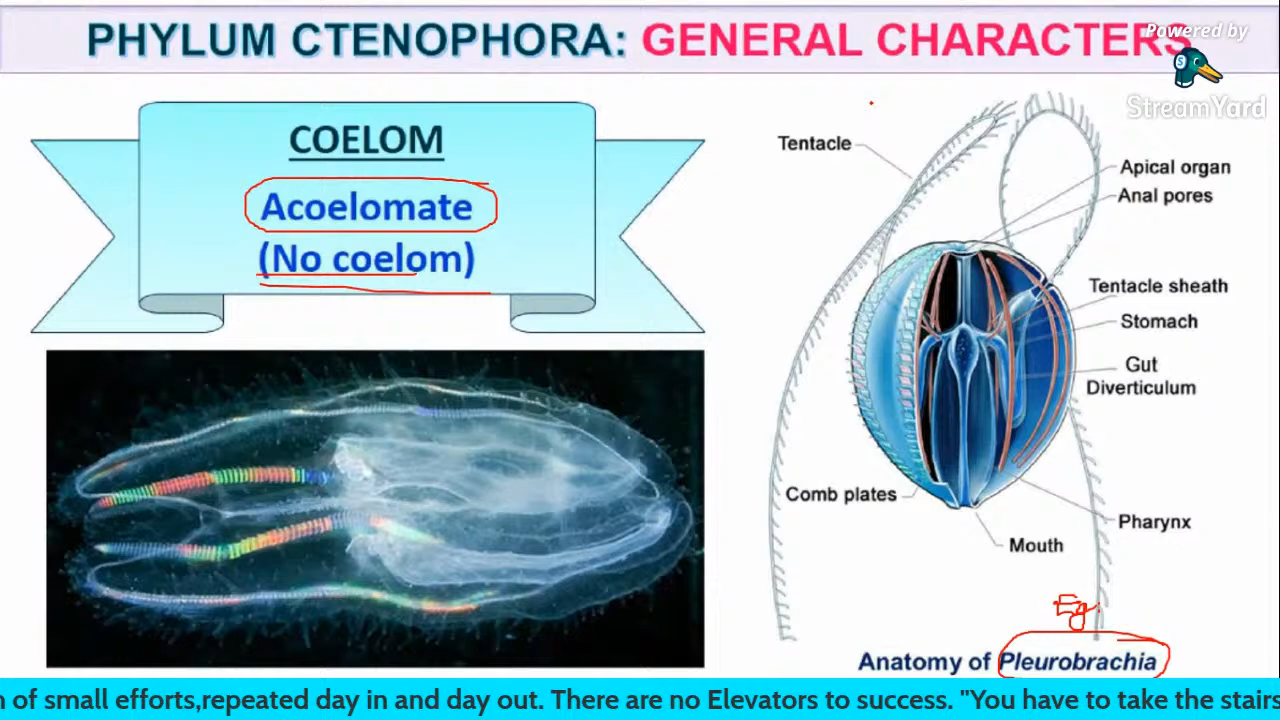 PHYLUM CTENOPHORA: GENERAL CHARACTERS
Powered by
StreamYard
COELOM
Acoelomate
(No coelom)
Tentacle
Apical organ
Anal pores
Tentacle sheath
Stomach
Gut
Diverticulum
Comb plates
Pharynx
Mouth
Eg.
Anatomy of Pleurobrachia
of small efforts,repeated day in and day out. There are no Elevators to success. "You have to take the stairs